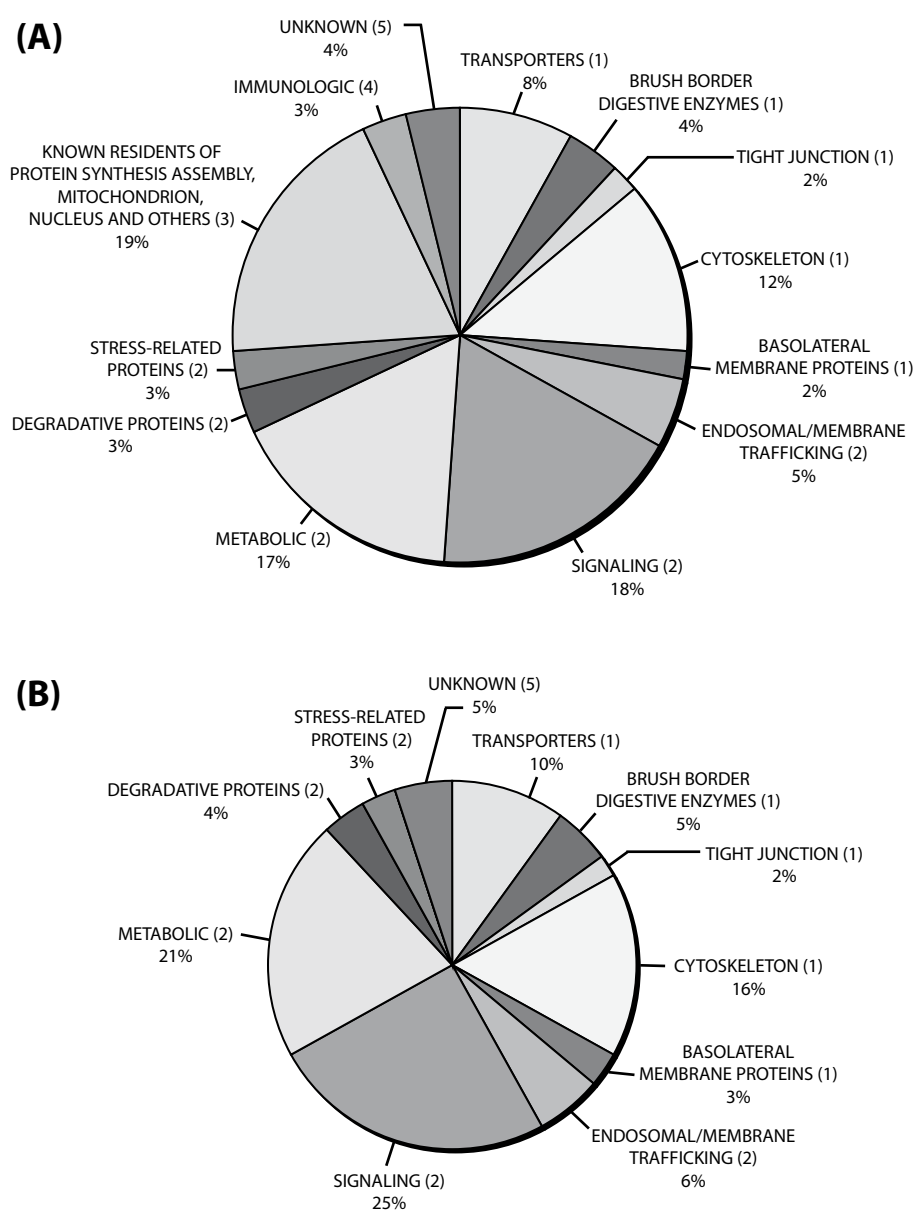 (A)
UNKNOWN (5)
4%
TRANSPORTERS (1)
8%
BRUSH BORDER
DIGESTIVE ENZYMES (1)
4%
TIGHT JUNCTION (1)
2%
CYTOSKELETON (1)
12%
BASOLATERAL
MEMBRANE PROTEINS (1)
2%
ENDOSOMAL/MEMBRANE
TRAFFICKING (2)
5%
SIGNALING (2)
18%
METABOLIC (2)
17%
DEGRADATIVE PROTEINS (2)
3%
STRESS-RELATED
PROTEINS (2)
3%
KNOWN RESIDENTS OF
PROTEIN SYNTHESIS ASSEMBLY,
MITOCHONDRION,
NUCLEUS AND OTHERS (3)
19%
IMMUNOLOGIC (4)
3%
(B)
UNKNOWN (5)
5%
TRANSPORTERS (1)
10%
BRUSH BORDER
DIGESTIVE ENZYMES (1)
5%
TIGHT JUNCTION (1)
2%
CYTOSKELETON (1)
16%
BASOLATERAL
MEMBRANE PROTEINS (1)
3%
ENDOSOMAL/MEMBRANE
TRAFFICKING (2)
6%
SIGNALING (2)
25%
METABOLIC (2)
21%
DEGRADATIVE PROTEINS (2)
4%
STRESS-RELATED
PROTEINS (2)
3%